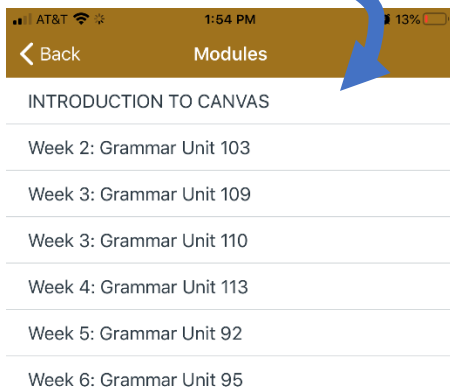 AT&T 1:54 PM 13%
Back Modules
INTRODUCTION TO CANVAS
Week 2: Grammar Unit 103
Week 3: Grammar Unit 109
Week 3: Grammar Unit 110
Week 4: Grammar Unit 113
Week 5: Grammar Unit 92
Week 6: Grammar Unit 95